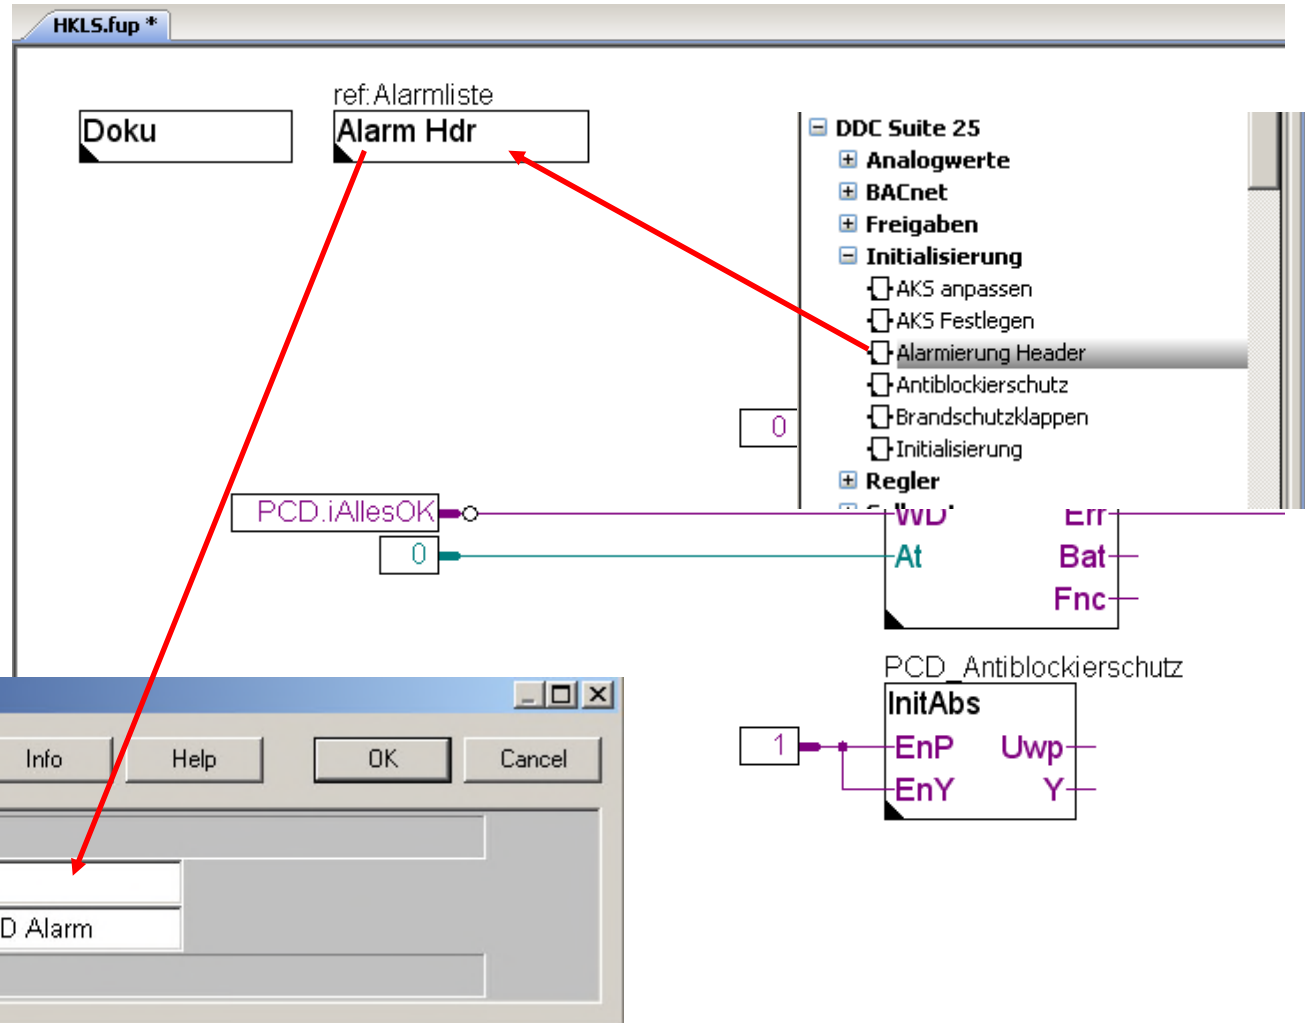 HKLS.fup *
ref:Alarmliste
Doku
Alarm Hdr
DDC Suite 25
Analogwerte
BACnet
Freigaben
Initialisierung
AKS anpassen
AKS Festlegen
Alarmierung Header
Antiblockierschutz
Brandschutzklappen
Initialisierung
Regler
0
PCD.iAllesOK
WD Err
0
At Bat
Fnc
PCD_Antiblockierschutz
InitAbs
1
EnP Uwp
EnY Y
Info Help OK Cancel
D Alarm